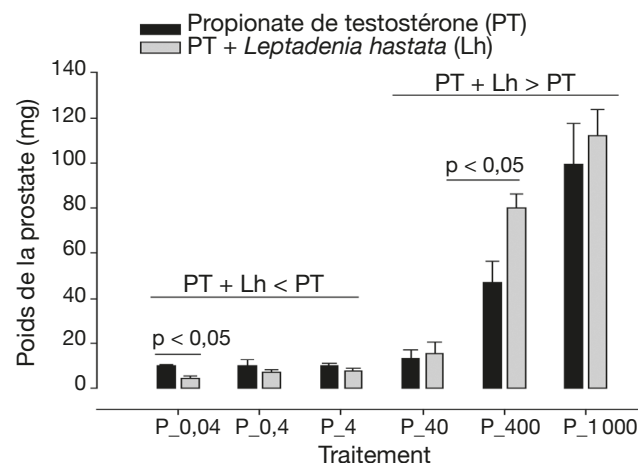 Propionate de testostérone (PT)
PT + Leptadenia hastata (Lh)
Poids de la prostate (mg)
140
120
100
80
60
40
20
0
PT + Lh > PT
p < 0,05
PT + Lh < PT
p < 0,05
P_0,04 P_0,4 P_4 P_40 P_400 P_1 000
Traitement